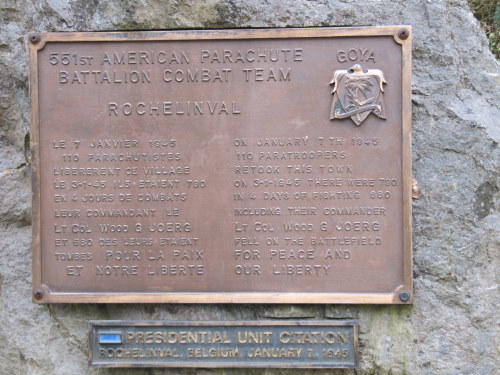 551ST AMERICAN PARACHUTE
BATTALION COMBAT TEAM
GOYA
ROCHELINVAL
LE 7 JANVIER 1945
110 PARACHUTISTES
LIBERERENT CE VILLAGE
LE 3-1-45 ILS ETAIENT 790
EN 4 JOURS DE COMBATS
LEUR COMMANDANT LE
LT COL WOOD G JOERG
ET 680 DES LEURS ETAIENT
TOMBES POUR LA PAIX
ET NOTRE LIBERTE
ON JANUARY 7TH 1945
110 PARATROOPERS
RETOOK THIS TOWN
ON 3-1-1945 THERE WERE 790
IN 4 DAYS OF FIGHTING 680
INCLUDING THEIR COMMANDER
LT COL WOOD G JOERG
FELL ON THE BATTLEFIELD
FOR PEACE AND
OUR LIBERTY
PRESIDENTIAL UNIT CITATION
ROCHELINVAL, BELGIUM, JANUARY 7, 1945